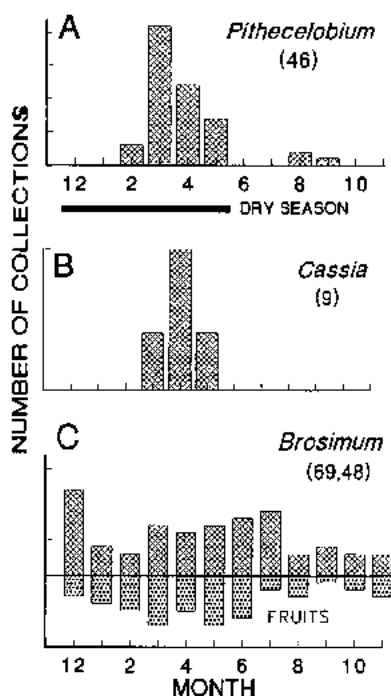 NUMBER OF COLLECTIONS
A
Pithecelobium
(46)
12 2 4 6 8 10
DRY SEASON
B
Cassia
(9)
C
Brosimum
(69,48)
FRUITS
12 2 4 6 8 10
MONTH